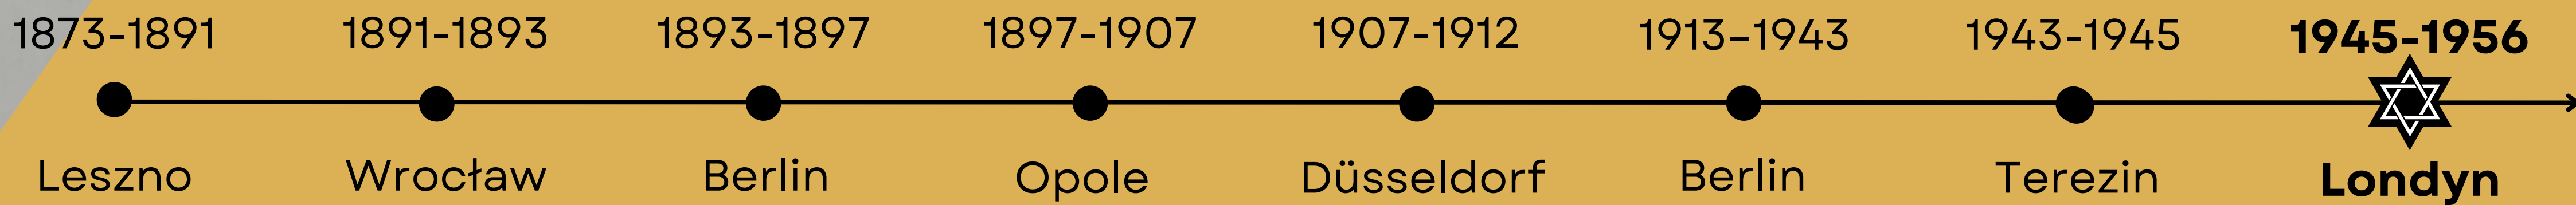 1873-1891 1891-1893 1893-1897 1897-1907 1907-1912 1913–1943 1943-1945 1945-1956
Leszno Wrocław Berlin Opole Düsseldorf Berlin Terezin Londyn